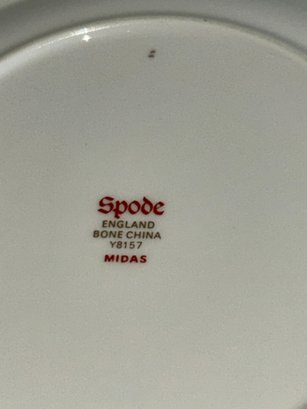 Spode
ENGLAND
BONE CHINA
Y8157
MIDAS